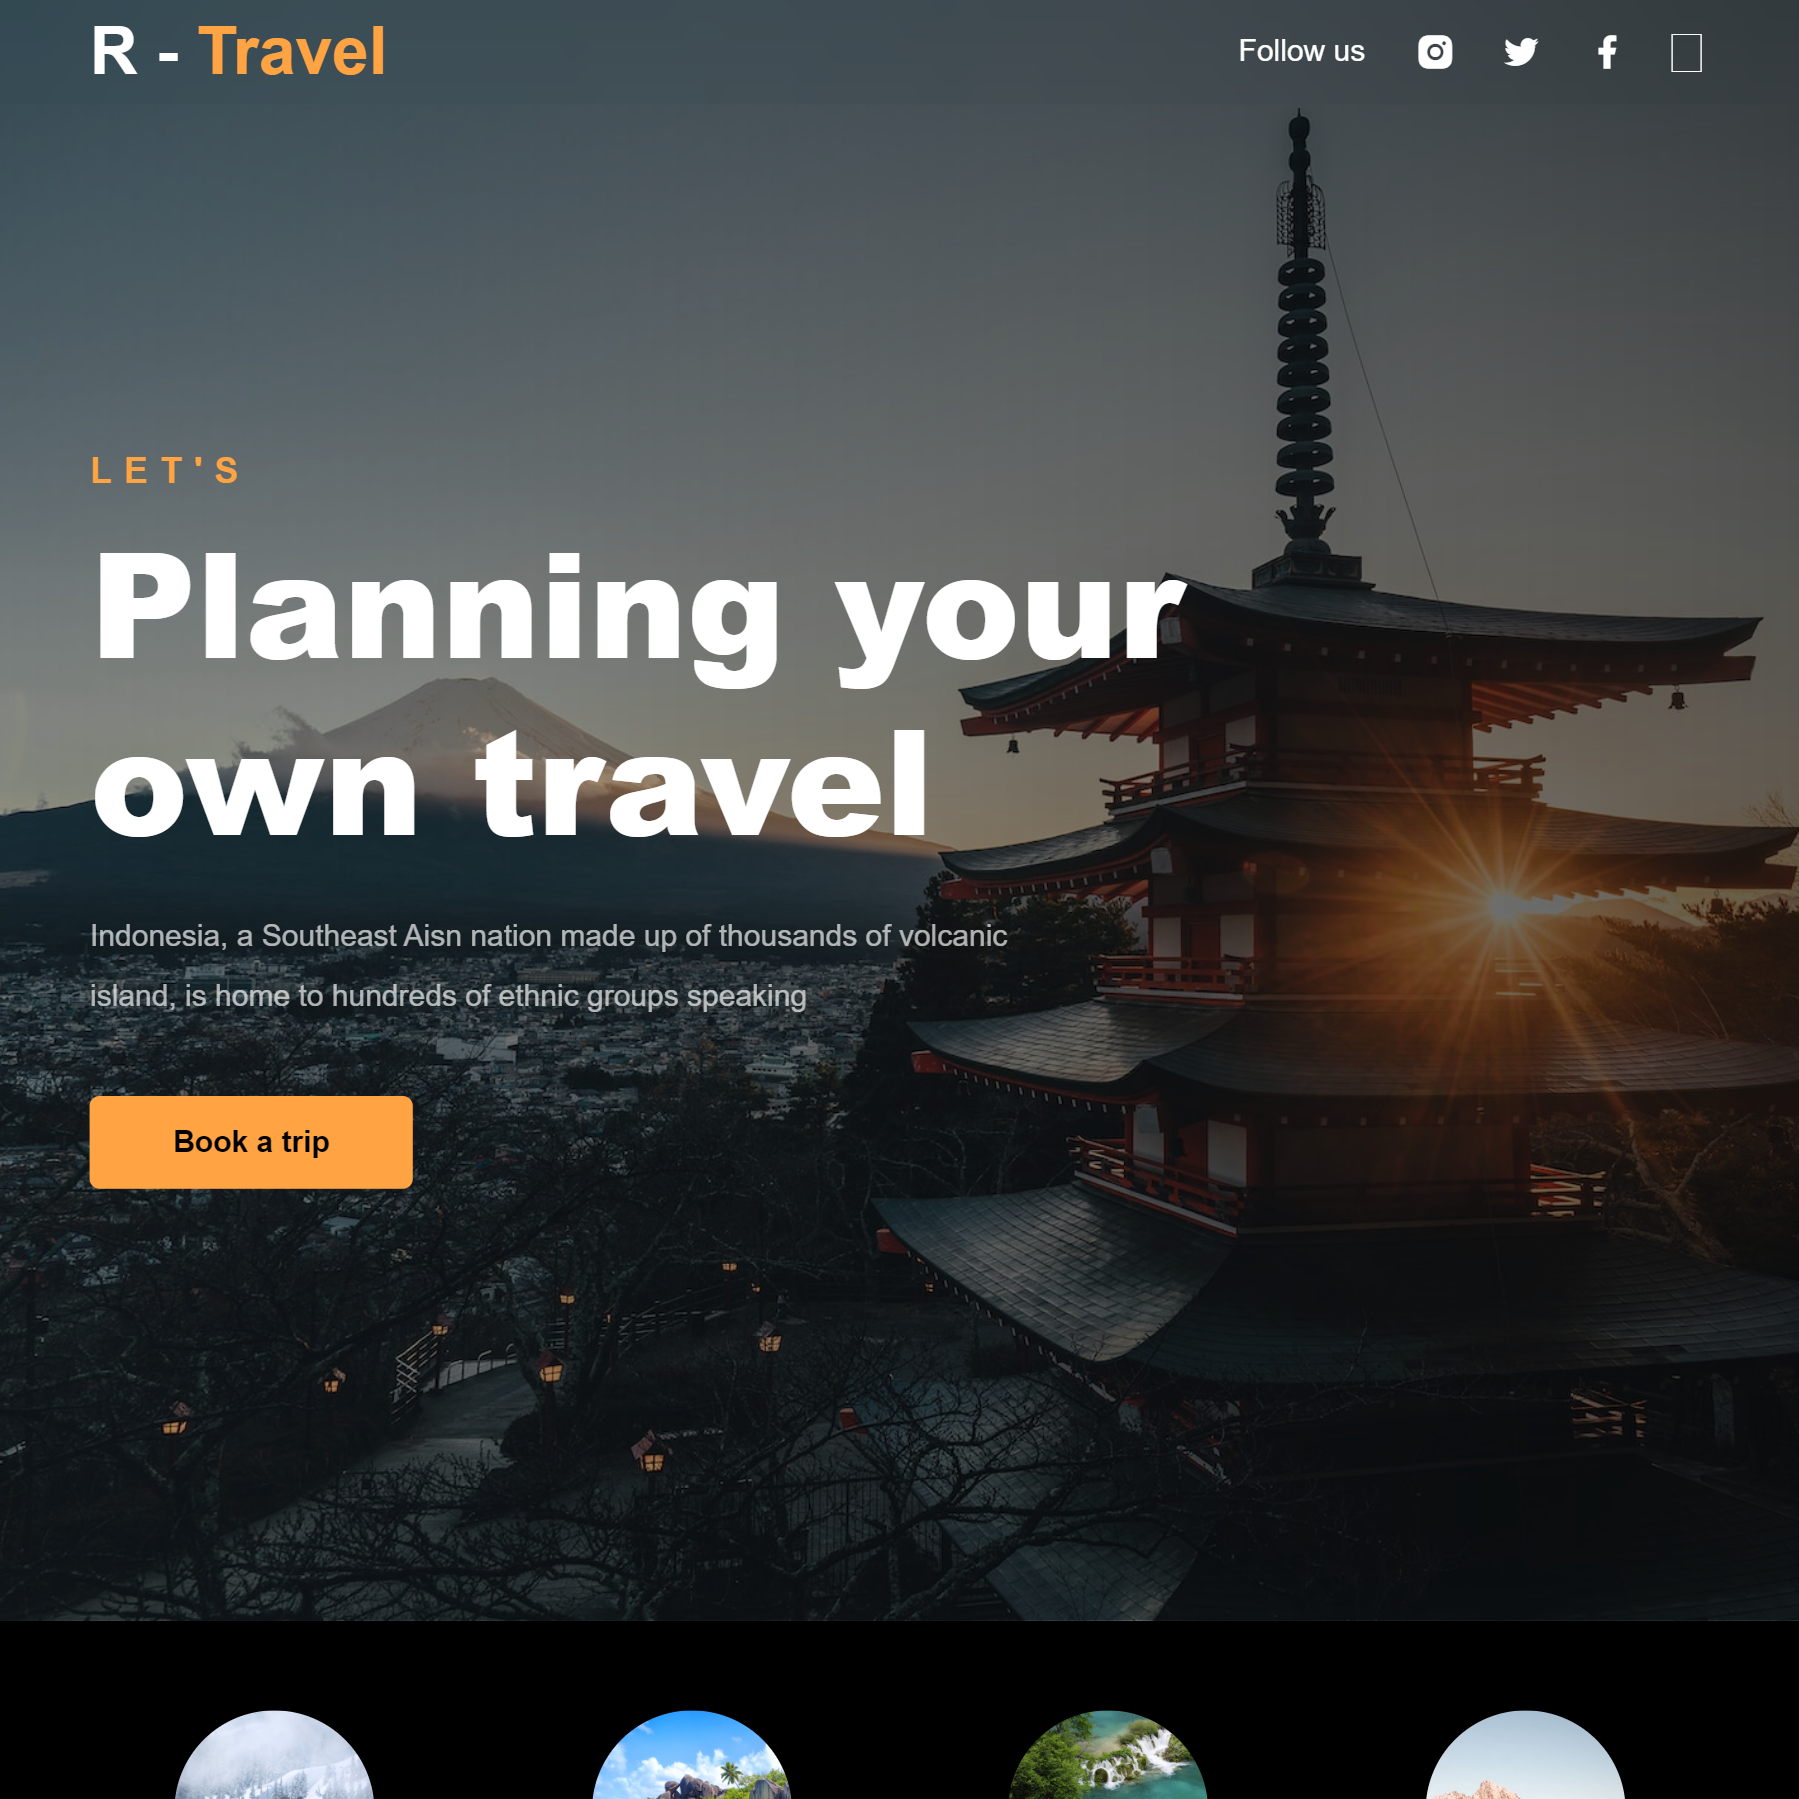 R - Travel
Follow us
LET'S
Planning your
own travel
Indonesia, a Southeast Aisn nation made up of thousands of volcanic
island, is home to hundreds of ethnic groups speaking
Book a trip